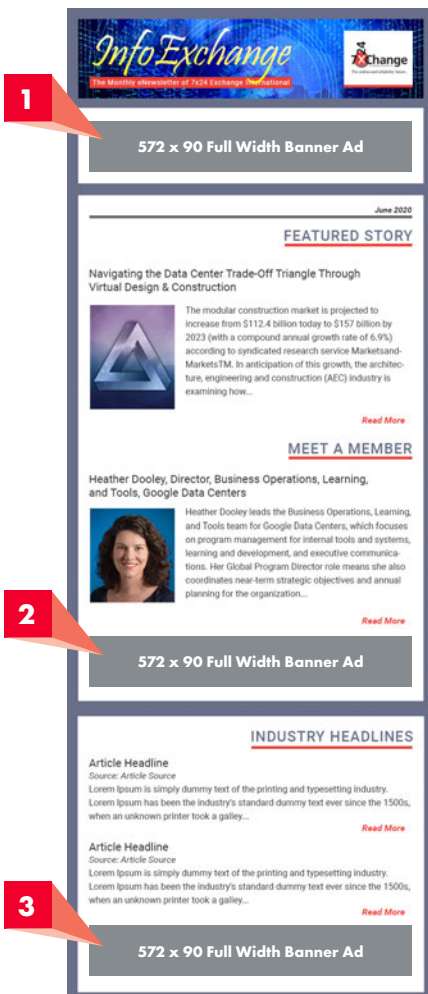 InfoExchange
The Monthly eNewsletter of 7x24 Exchange International
7xChange
The end-to-end reliability forum.
1
572 x 90 Full Width Banner Ad
June 2020
FEATURED STORY
Navigating the Data Center Trade-Off Triangle Through
Virtual Design & Construction
The modular construction market is projected to
increase from $112.4 billion today to $157 billion by
2023 (with a compound annual growth rate of 6.9%)
according to syndicated research service Marketsand-
MarketsTM. In anticipation of this growth, the architec-
ture, engineering and construction (AEC) industry is
examining how...
Read More
MEET A MEMBER
Heather Dooley, Director, Business Operations, Learning,
and Tools, Google Data Centers
Heather Dooley leads the Business Operations, Learning,
and Tools team for Google Data Centers, which focuses
on program management for internal tools and systems,
learning and development, and executive communica-
tions. Her Global Program Director role means she also
coordinates near-term strategic objectives and annual
planning for the organization...
Read More
2
572 x 90 Full Width Banner Ad
INDUSTRY HEADLINES
Article Headline
Source: Article Source
Lorem Ipsum is simply dummy text of the printing and typesetting industry.
Lorem Ipsum has been the industry's standard dummy text ever since the 1500s,
when an unknown printer took a galley...
Read More
Article Headline
Source: Article Source
Lorem Ipsum is simply dummy text of the printing and typesetting industry.
Lorem Ipsum has been the industry's standard dummy text ever since the 1500s,
when an unknown printer took a galley...
Read More
3
572 x 90 Full Width Banner Ad